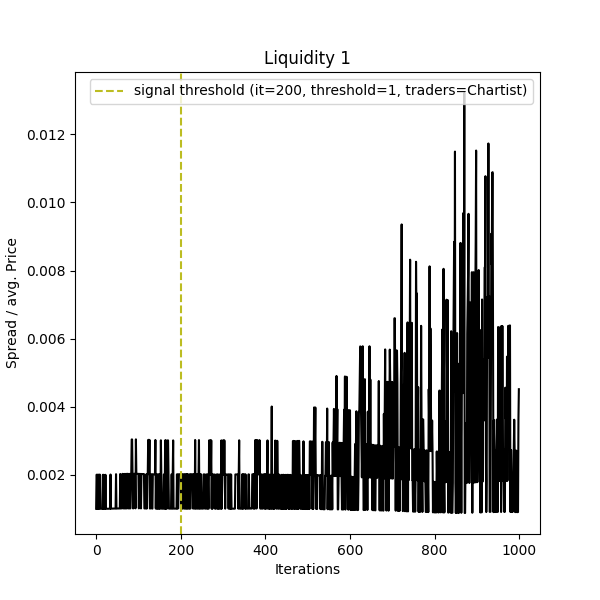 Liquidity 1
signal threshold (it=200, threshold=1, traders=Chartist)
0.012
0.010
0.008
0.006
0.004
0.002
Spread / avg. Price
0 200 400 600 800 1000
Iterations